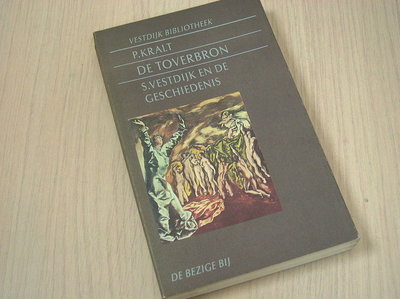 VESTDIJK BIBLIOTHEEK
P.KRALT
DE TOVERBRON
S.VESTDIJK EN DE
GESCHIEDENIS
DE BEZIGE BIJ